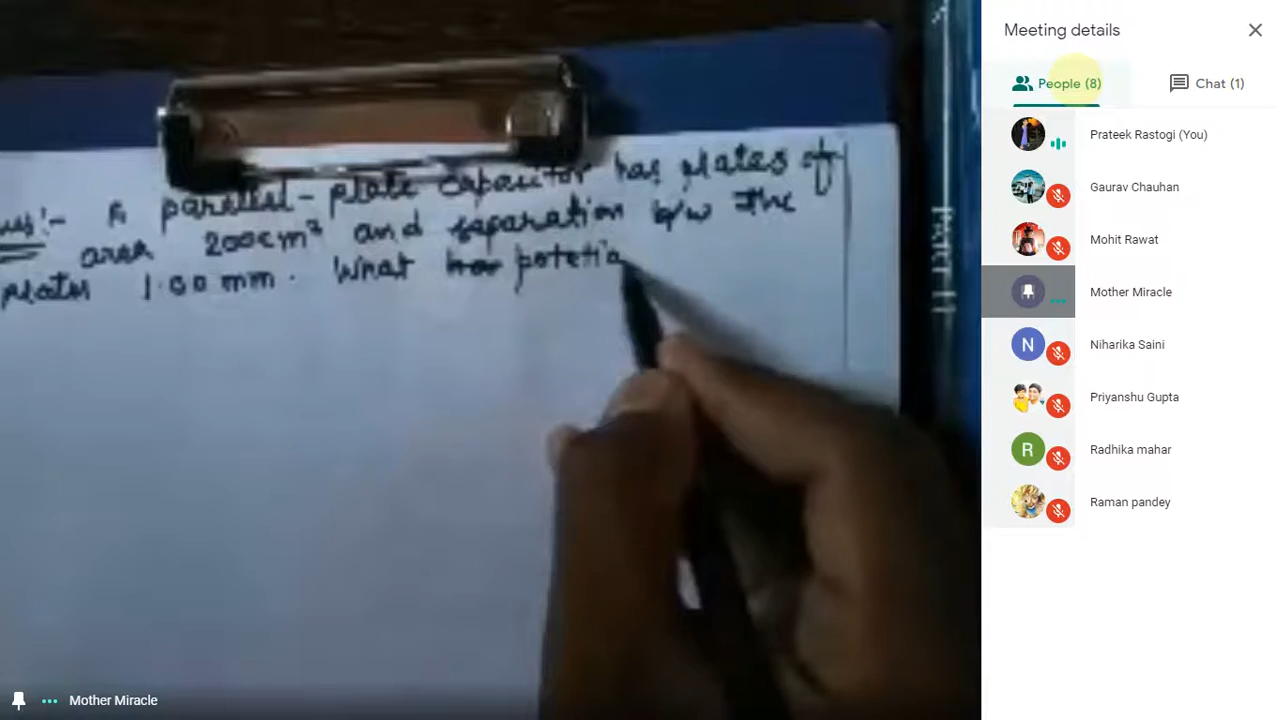 ues:- A parallel-plate capacitor has plates of
area 200cm² and separation b/w the
plates 1.00 mm. What potetia
Mother Miracle
Meeting details
People (8)
Chat (1)
Prateek Rastogi (You)
Gaurav Chauhan
Mohit Rawat
Mother Miracle
Niharika Saini
N
Priyanshu Gupta
Radhika mahar
R
Raman pandey